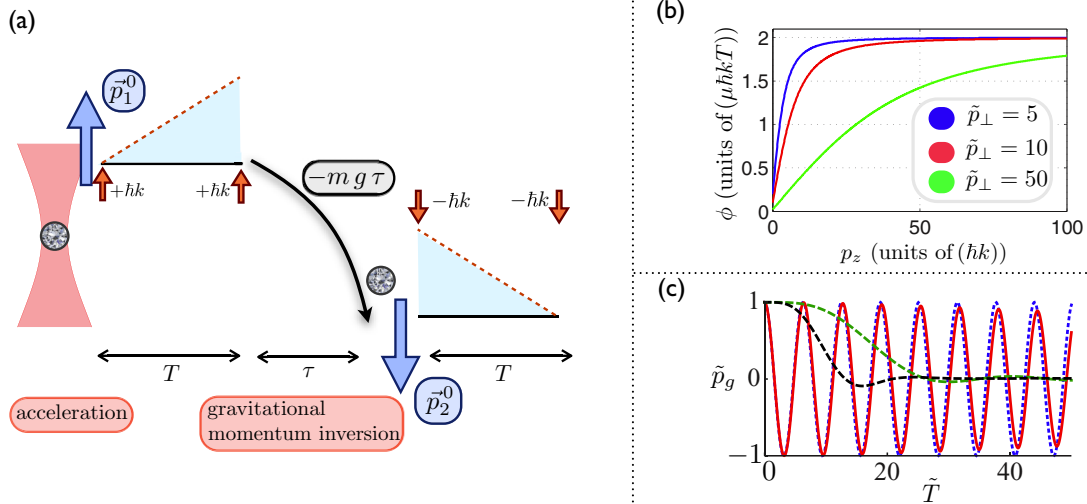 (a)
p⃗₁⁰
+ħk
+ħk
−m g τ
−ħk
−ħk
T
τ
T
p⃗₂⁰
acceleration
gravitational
momentum inversion
(b)
ϕ (units of (μħkT))
2
1.5
1
0.5
0
0
50
100
p_z (units of (ħk))
p̃⊥ = 5
p̃⊥ = 10
p̃⊥ = 50
(c)
p̃_g
1
0
−1
0
20
40
T̃